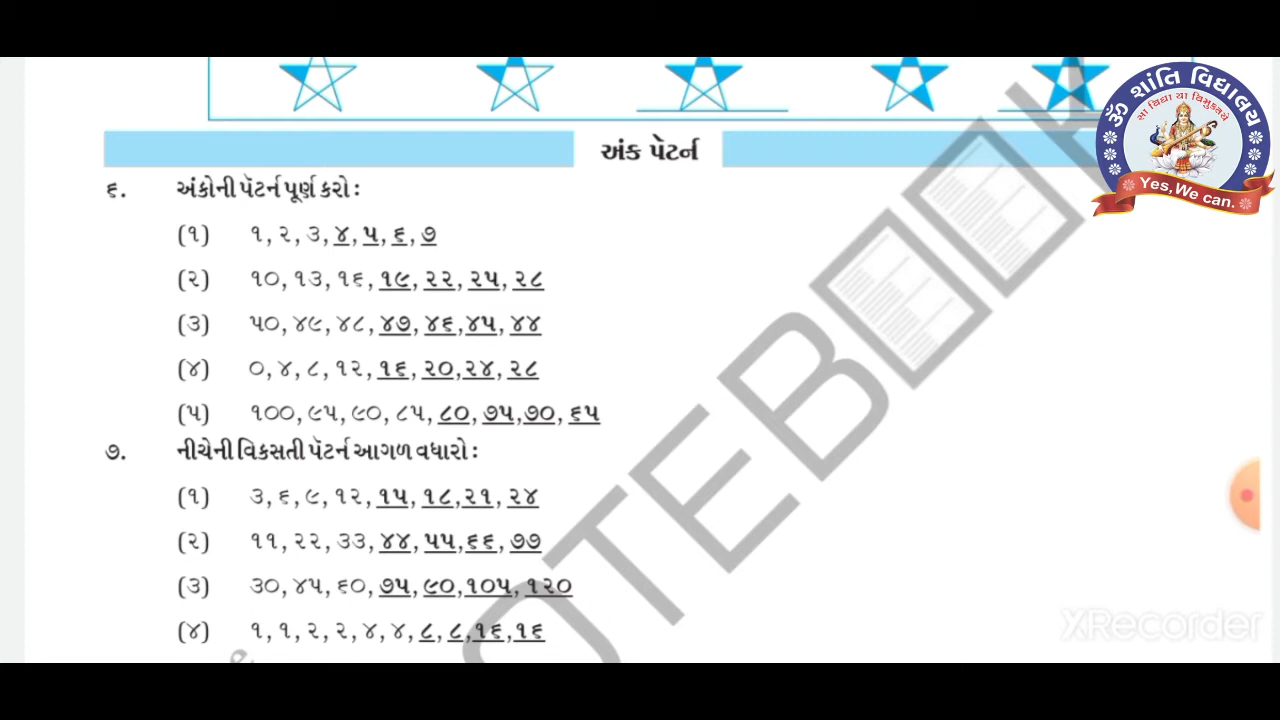 ૐ શાંતિ વિદ્યાલય
સા વિદ્યા યા વિમુક્તયે
Yes, We can.
અંક પેટર્ન
૬. અંકોની પૅટર્ન પૂર્ણ કરો :
(૧) ૧, ૨, ૩, ૪, ૫, ૬, ૭
(૨) ૧૦, ૧૩, ૧૬, ૧૯, ૨૨, ૨૫, ૨૮
(૩) ૫૦, ૪૯, ૪૮, ૪૭, ૪૬, ૪૫, ૪૪
(૪) ૦, ૪, ૮, ૧૨, ૧૬, ૨૦, ૨૪, ૨૮
(૫) ૧૦૦, ૯૫, ૯૦, ૮૫, ૮૦, ૭૫, ૭૦, ૬૫
૭. નીચેની વિકસતી પૅટર્ન આગળ વધારો :
(૧) ૩, ૬, ૯, ૧૨, ૧૫, ૧૮, ૨૧, ૨૪
(૨) ૧૧, ૨૨, ૩૩, ૪૪, ૫૫, ૬૬, ૭૭
(૩) ૩૦, ૪૫, ૬૦, ૭૫, ૯૦, ૧૦૫, ૧૨૦
(૪) ૧, ૧, ૨, ૨, ૪, ૪, ૮, ૮, ૧૬, ૧૬
XRecorder